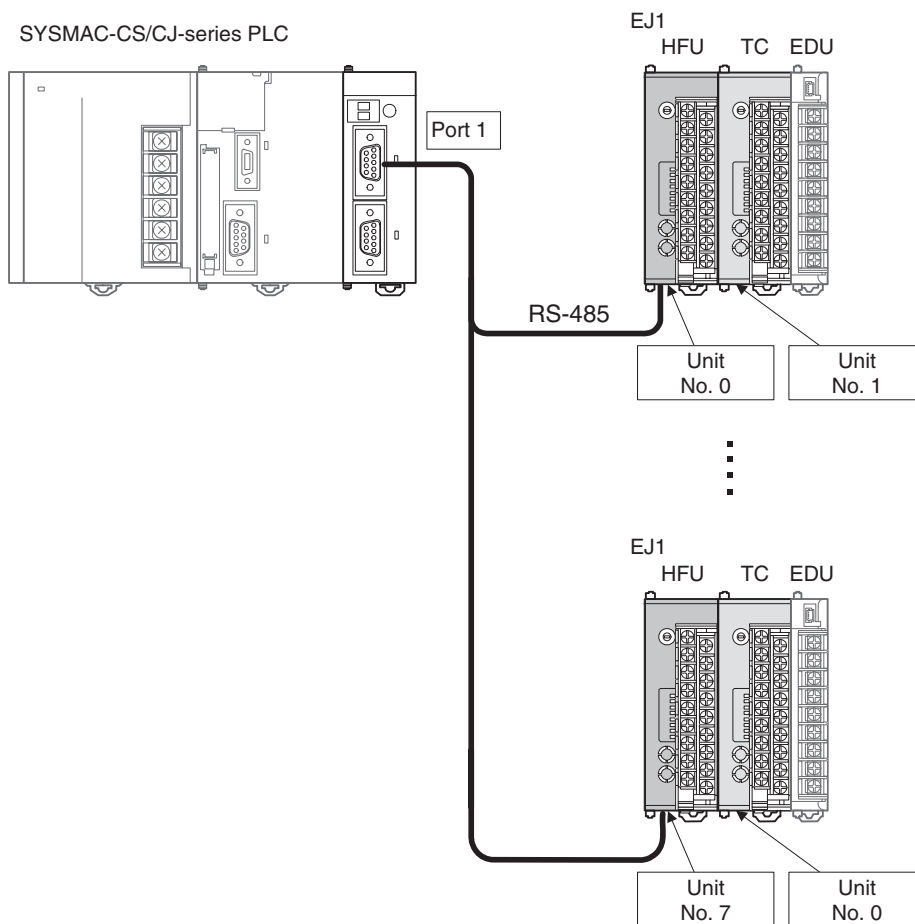 SYSMAC-CS/CJ-series PLC
EJ1
HFU TC EDU
Port 1
RS-485
Unit
No. 0
Unit
No. 1
EJ1
HFU TC EDU
Unit
No. 7
Unit
No. 0